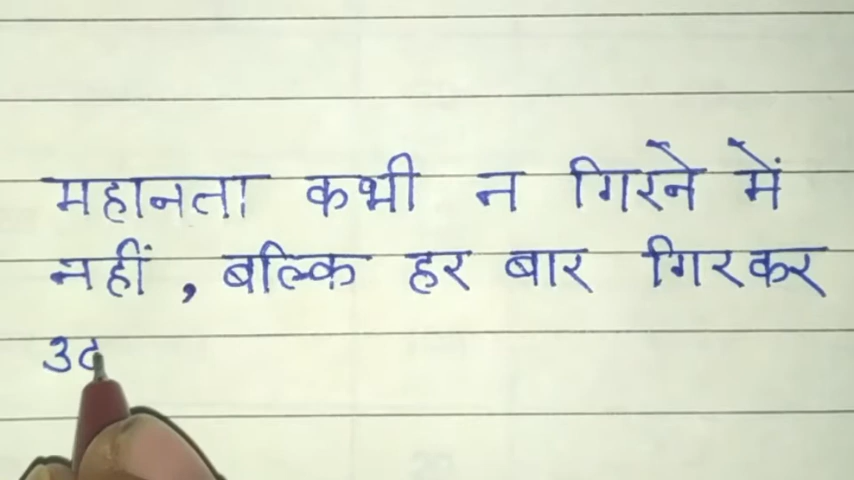 महानता कभी न गिरने में
नहीं, बल्कि हर बार गिरकर